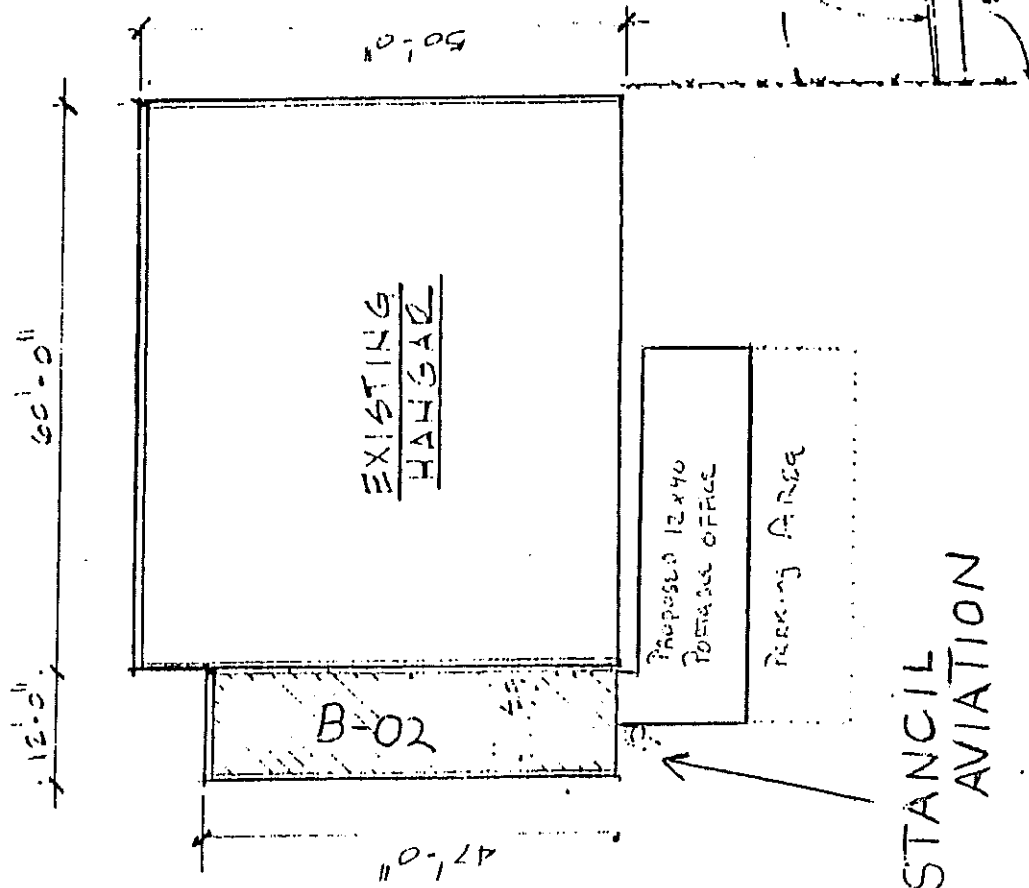 12'-0"
60'-0"
50'-0"
EXISTING
HANGAR
B-02
47'-0"
PROPOSED 12x40
PORTABLE OFFICE
PARKING AREA
STANCIL
AVIATION